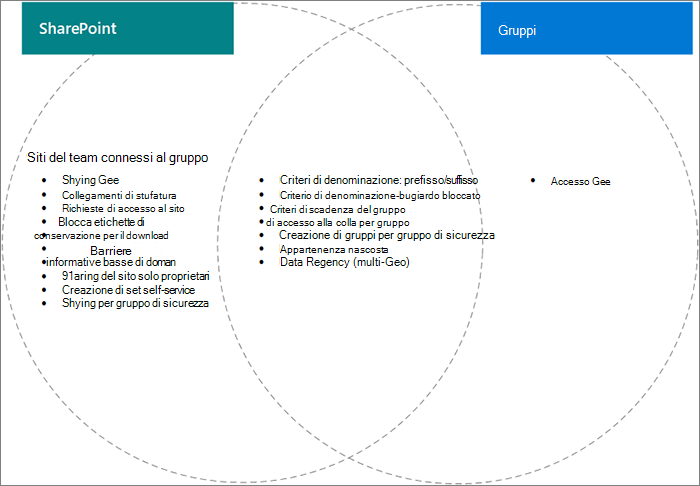 SharePoint
Gruppi
Siti del team connessi al gruppo
Shying Gee
Collegamenti di stufatura
Richieste di accesso al sito
Blocca etichette di
conservazione per il download
Barriere
informative basse di doman
91aring del sito solo proprietari
Creazione di set self-service
Shying per gruppo di sicurezza
Criteri di denominazione: prefisso/suffisso
Criterio di denominazione-bugiardo bloccato
Criteri di scadenza del gruppo
di accesso alla colla per gruppo
Creazione di gruppi per gruppo di sicurezza
Appartenenza nascosta
Data Regency (multi-Geo)
Accesso Gee